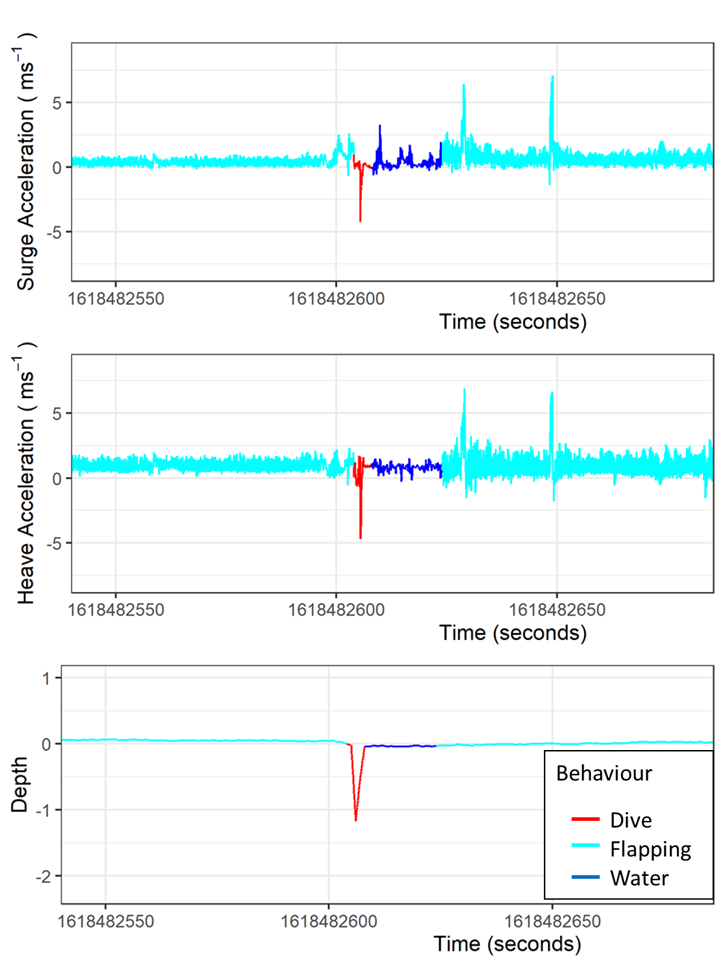 Surge Acceleration ( ms⁻¹ )
5
0
-5
1618482550 1618482600 1618482650
Time (seconds)
Heave Acceleration ( ms⁻¹ )
5
0
-5
1618482550 1618482600 1618482650
Time (seconds)
Depth
1
0
-1
-2
Behaviour
Dive
Flapping
Water
1618482550 1618482600 1618482650
Time (seconds)